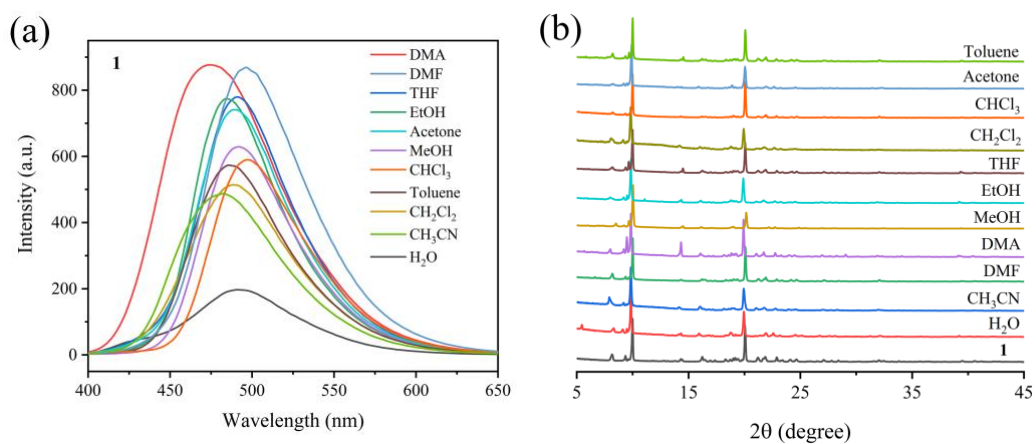 (a)
1
DMA
DMF
THF
EtOH
Acetone
MeOH
CHCl₃
Toluene
CH₂Cl₂
CH₃CN
H₂O
800
600
400
200
0
Intensity (a.u.)
400 450 500 550 600 650
Wavelength (nm)
(b)
Toluene
Acetone
CHCl₃
CH₂Cl₂
THF
EtOH
MeOH
DMA
DMF
CH₃CN
H₂O
1
5 15 25 35 45
2θ (degree)